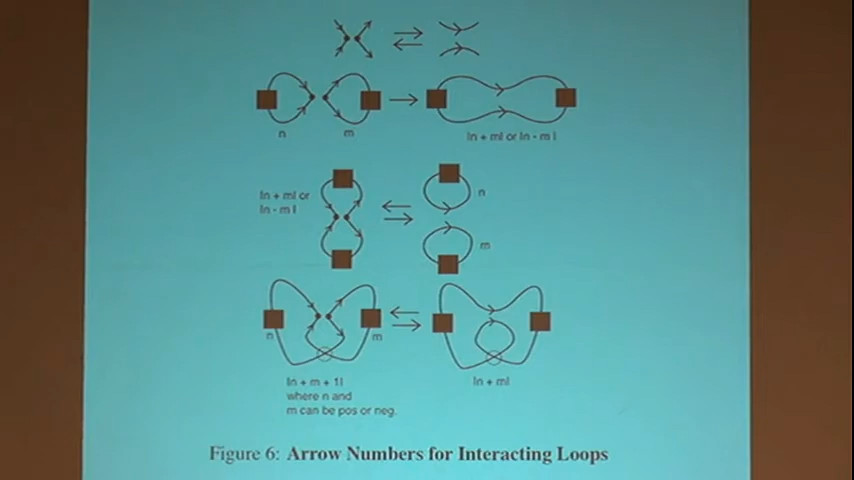 n
m
|n + m| or |n - m |
|n + m| or
|n - m |
n
m
n
m
|n + m + 1|
where n and
m can be pos or neg.
|n + m|
Figure 6: Arrow Numbers for Interacting Loops